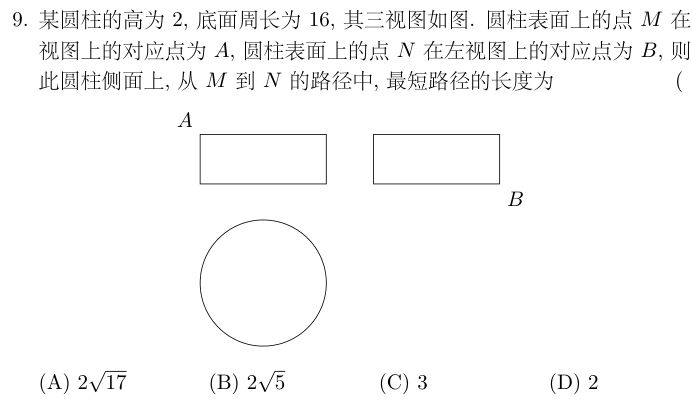 9. 某圆柱的高为 2, 底面周长为 16, 其三视图如图. 圆柱表面上的点 M 在
视图上的对应点为 A, 圆柱表面上的点 N 在左视图上的对应点为 B, 则
此圆柱侧面上, 从 M 到 N 的路径中, 最短路径的长度为 (
A
B
(A) 2√17 (B) 2√5 (C) 3 (D) 2